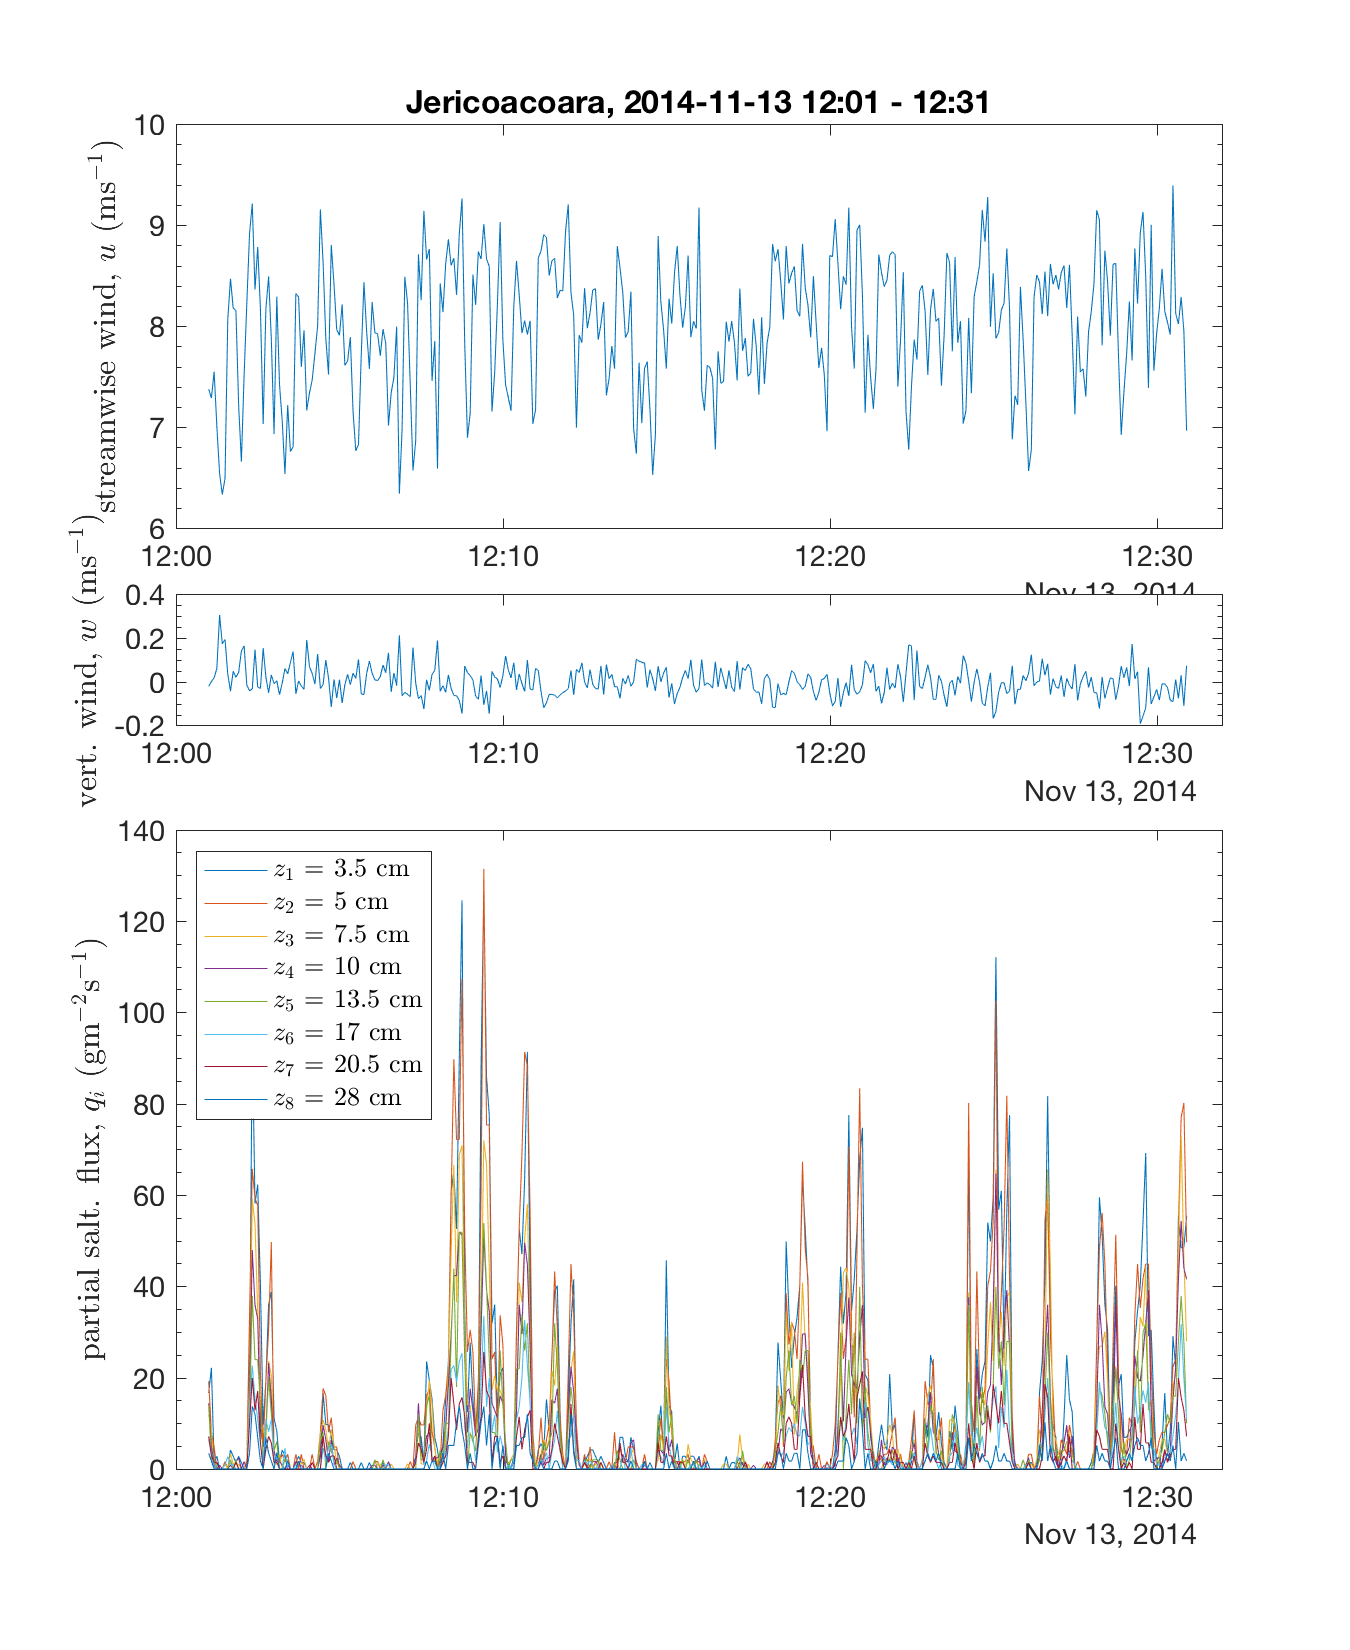 Jericoacoara, 2014-11-13 12:01 - 12:31
streamwise wind, u (ms⁻¹)
10
9
8
7
6
12:00 12:10 12:20 12:30
Nov 13, 2014
vert. wind, w (ms⁻¹)
0.4
0.2
0
-0.2
12:00 12:10 12:20 12:30
Nov 13, 2014
partial salt. flux, qᵢ (gm⁻²s⁻¹)
140
120
100
80
60
40
20
0
z₁ = 3.5 cm
z₂ = 5 cm
z₃ = 7.5 cm
z₄ = 10 cm
z₅ = 13.5 cm
z₆ = 17 cm
z₇ = 20.5 cm
z₈ = 28 cm
12:00 12:10 12:20 12:30
Nov 13, 2014